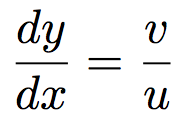 dy/dx = v/u